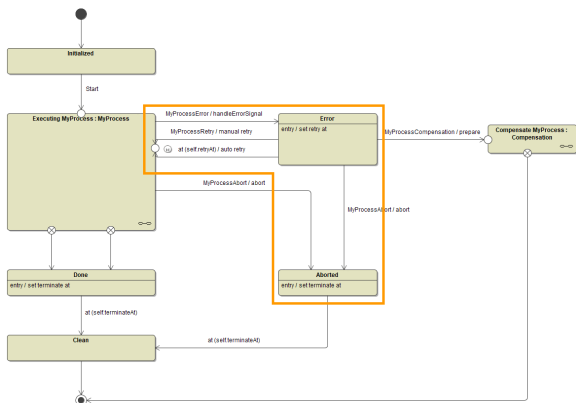 Initialized
Start
Executing MyProcess : MyProcess
MyProcessError / handleErrorSignal
Error
entry / set retry at
MyProcessRetry / manual retry
MyProcessCompensation / prepare
Compensate MyProcess :
Compensation
at (self.retryAt) / auto retry
MyProcessAbort / abort
MyProcessAbort / abort
Done
entry / set terminate at
Aborted
entry / set terminate at
at (self.terminateAt)
Clean
at (self.terminateAt)